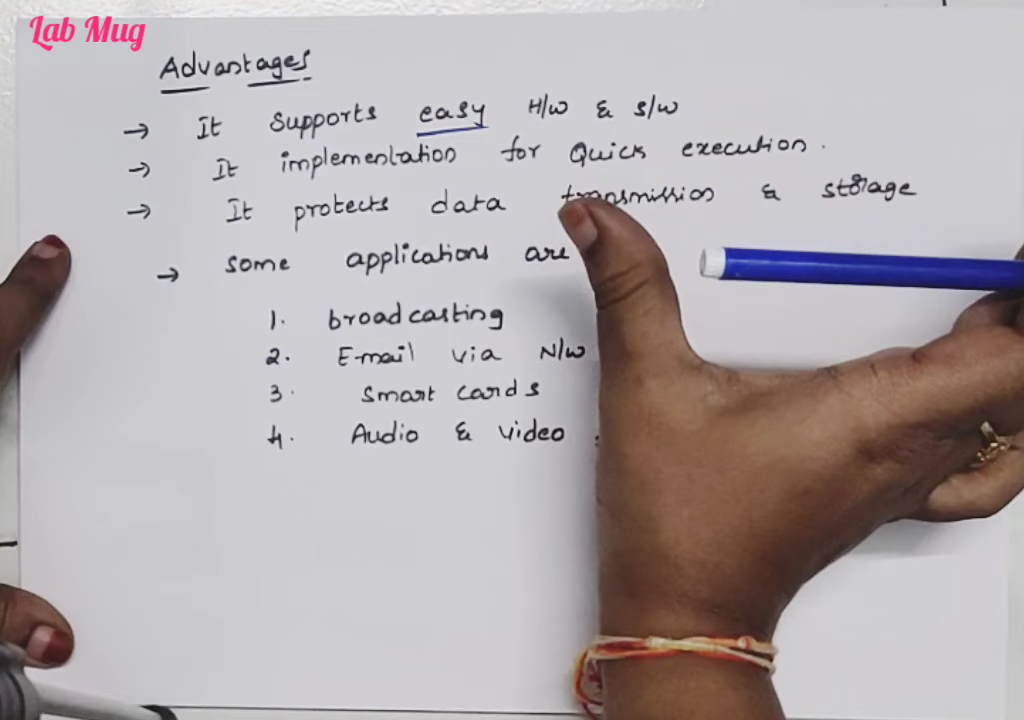 Lab Mug
Advantages
→ It supports easy H/w & s/w
→ It implementation for Quick execution.
→ It protects data transmission & storage
→ some applications are
1. broadcasting
2. E-mail via N/w
3. Smart cards
4. Audio & video